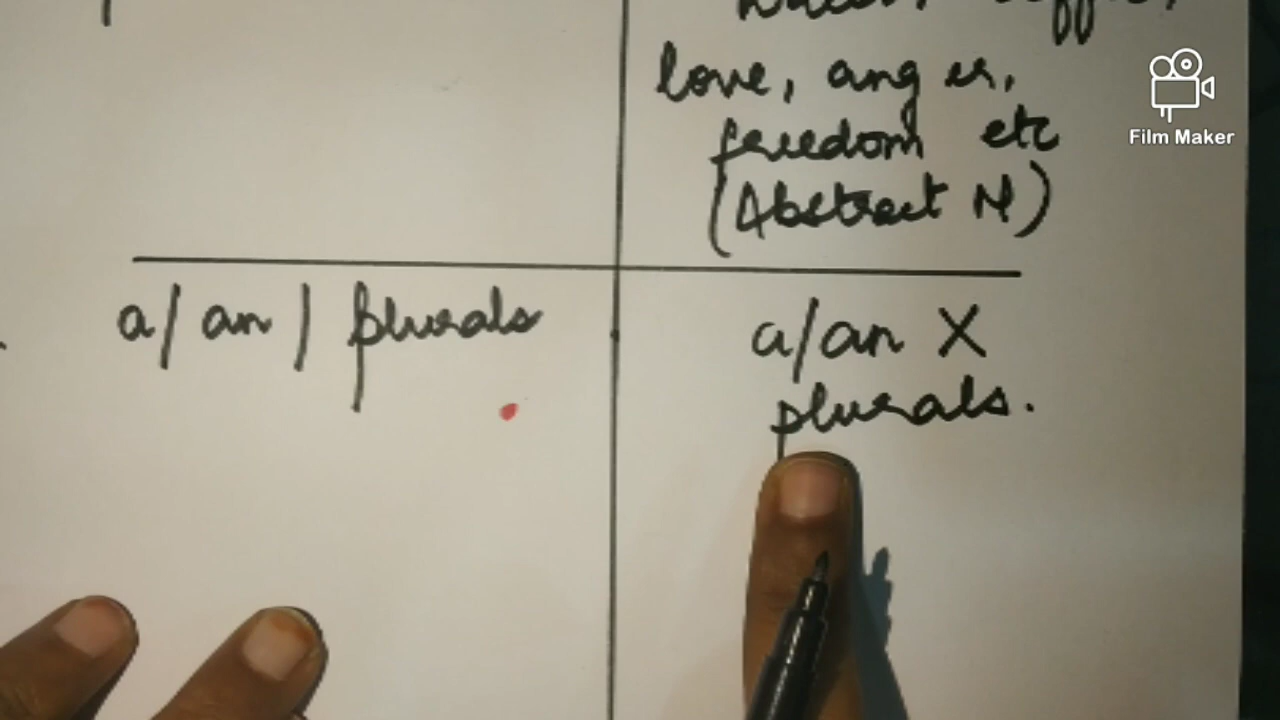 love, anger,
freedom etc
(Abstract N)
a/ an / plurals
a/an X
plurals.
Film Maker